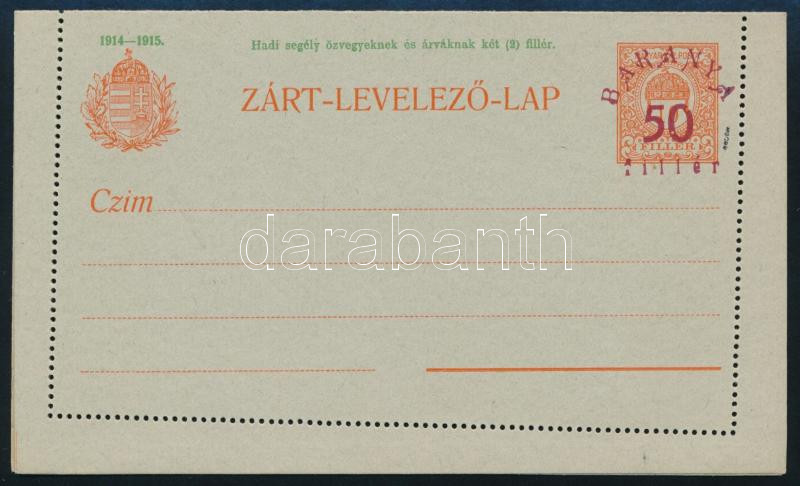 1914—1915.
Hadi segély özvegyeknek és árváknak két (2) fillér.
ZÁRT-LEVELEZŐ-LAP
BARANYA
50
FILLÉR
fillér
Czim
darabanth